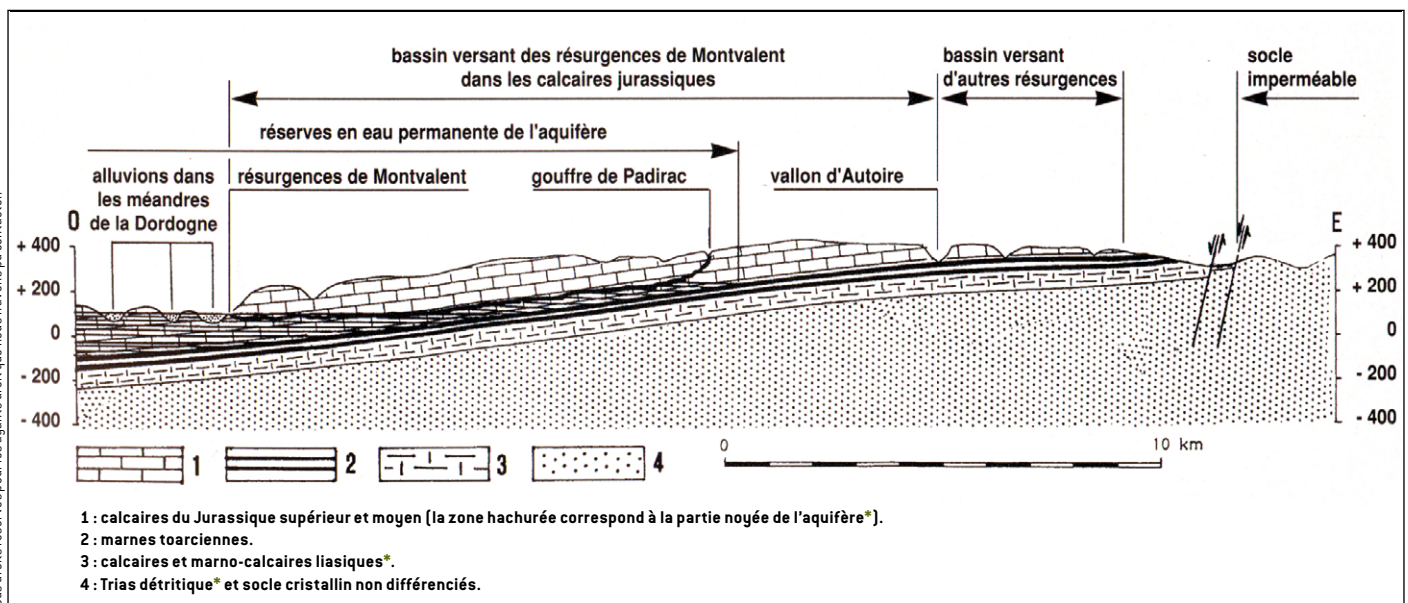 bassin versant des résurgences de Montvalent
dans les calcaires jurassiques
bassin versant
d'autres résurgences
socle
imperméable
réserves en eau permanente de l'aquifère
alluvions dans
les méandres
de la Dordogne
résurgences de Montvalent
gouffre de Padirac
vallon d'Autoire
O
E
+ 400
+ 200
0
- 200
- 400
+ 400
+ 200
0
- 200
- 400
1
2
3
4
0
10 km
1 : calcaires du Jurassique supérieur et moyen (la zone hachurée correspond à la partie noyée de l'aquifère*).
2 : marnes toarciennes.
3 : calcaires et marno-calcaires liasiques*.
4 : Trias détritique* et socle cristallin non différenciés.